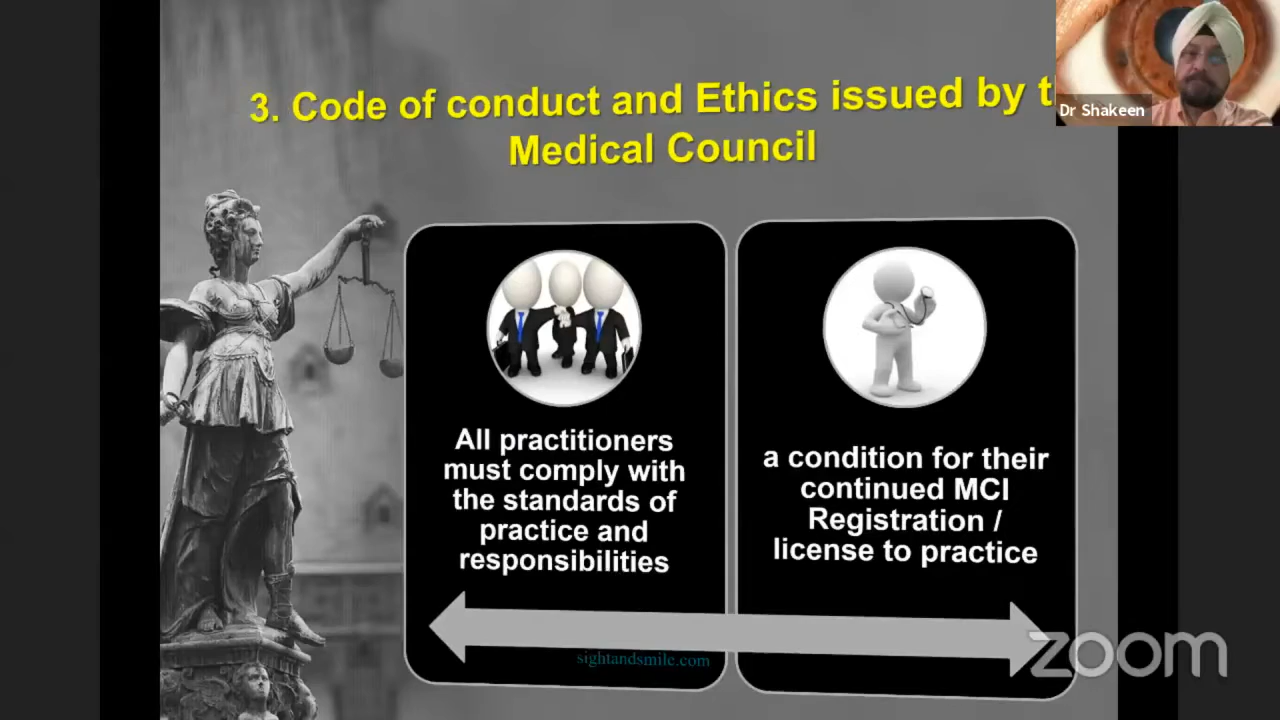 3. Code of conduct and Ethics issued by t
Medical Council
Dr Shakeen
All practitioners
must comply with
the standards of
practice and
responsibilities
a condition for their
continued MCI
Registration /
license to practice
sightandsmile.com
zoom